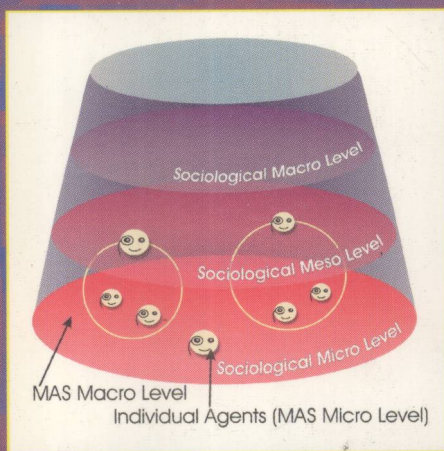 Sociological Macro Level
Sociological Meso Level
Sociological Micro Level
MAS Macro Level
Individual Agents (MAS Micro Level)